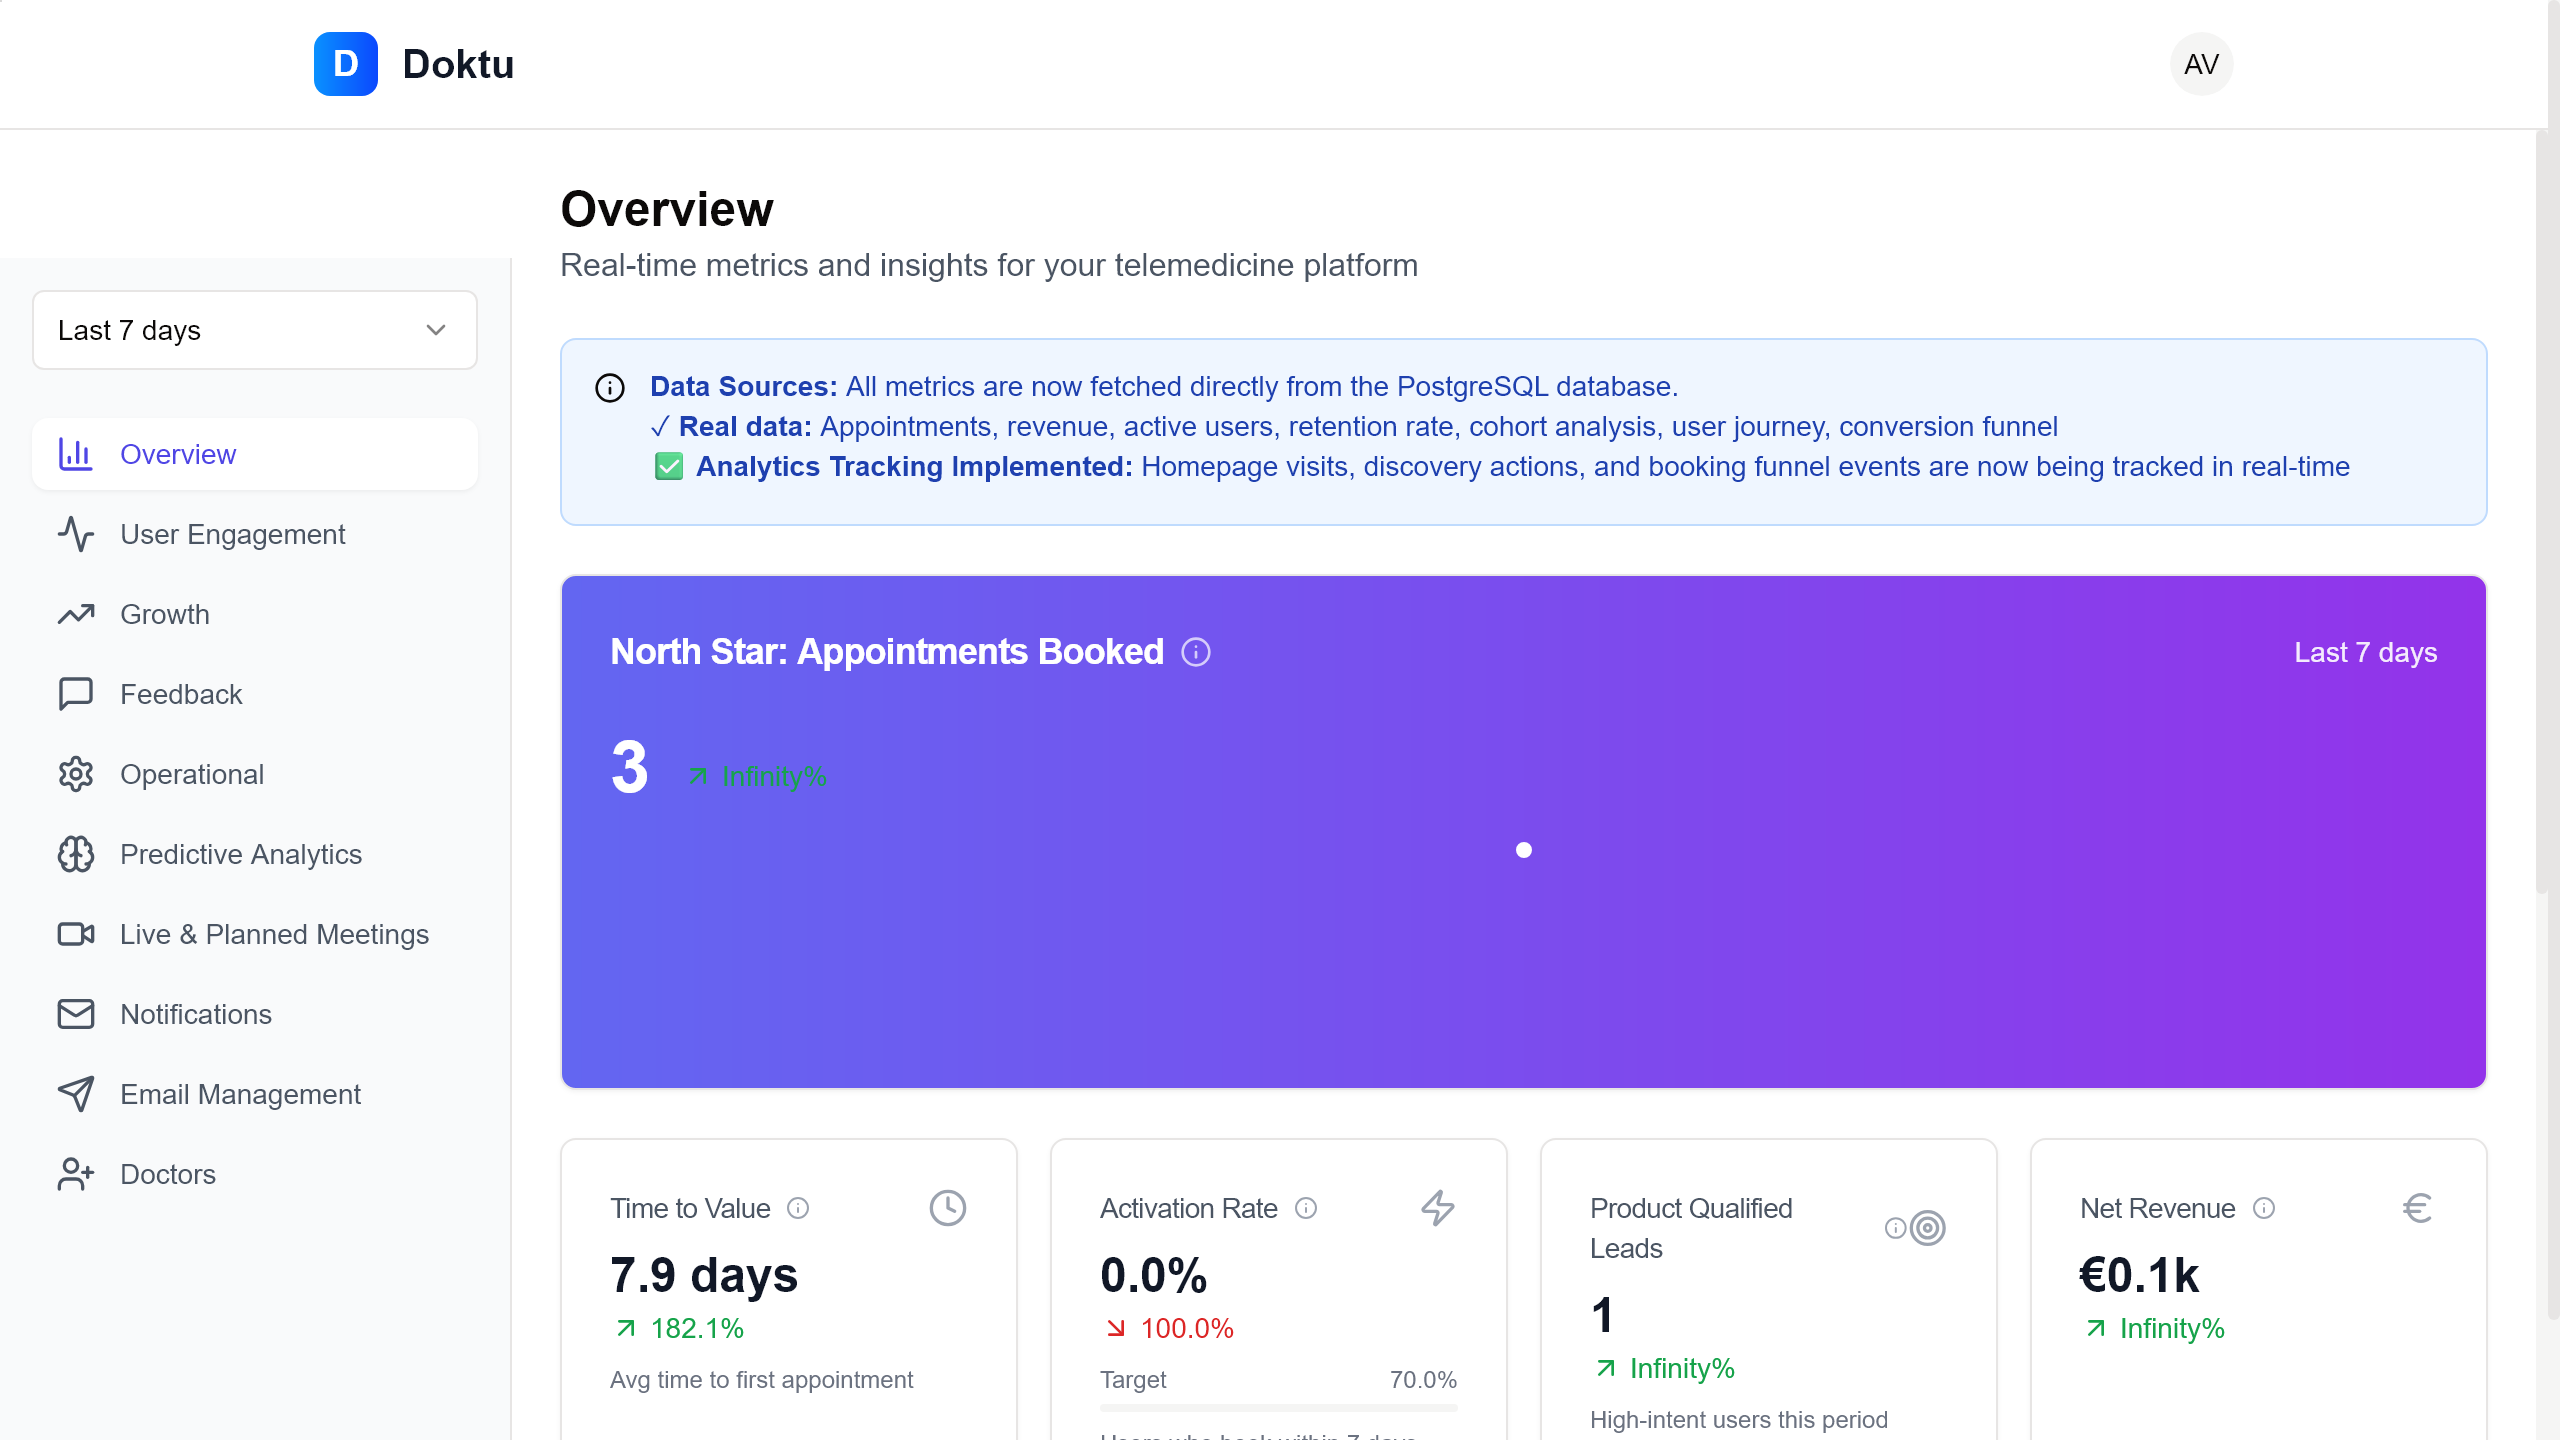 D Doktu
AV
Overview
Real-time metrics and insights for your telemedicine platform
Last 7 days
Overview
User Engagement
Growth
Feedback
Operational
Predictive Analytics
Live & Planned Meetings
Notifications
Email Management
Doctors
Data Sources: All metrics are now fetched directly from the PostgreSQL database.
✓ Real data: Appointments, revenue, active users, retention rate, cohort analysis, user journey, conversion funnel
✅ Analytics Tracking Implemented: Homepage visits, discovery actions, and booking funnel events are now being tracked in real-time
North Star: Appointments Booked
Last 7 days
3
Infinity%
Time to Value
7.9 days
182.1%
Avg time to first appointment
Activation Rate
0.0%
100.0%
Target 70.0%
Users who book within 7 days
Product Qualified
Leads
1
Infinity%
High-intent users this period
Net Revenue
€
€0.1k
Infinity%